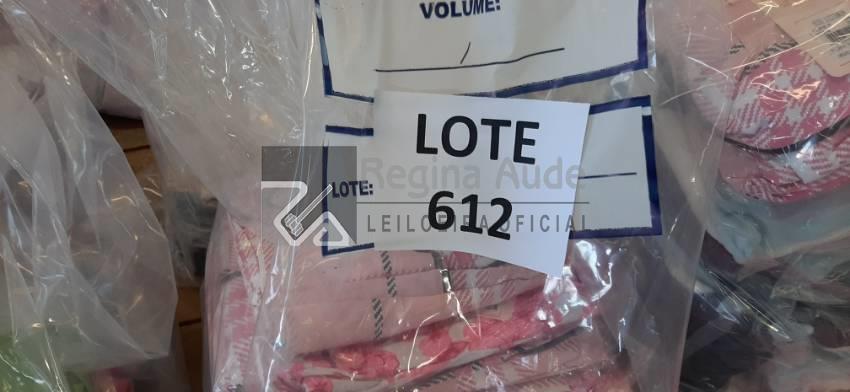 VOLUME:
/
LOTE:
LOTE
612
Regina Aude
LEILOEIRA OFICIAL